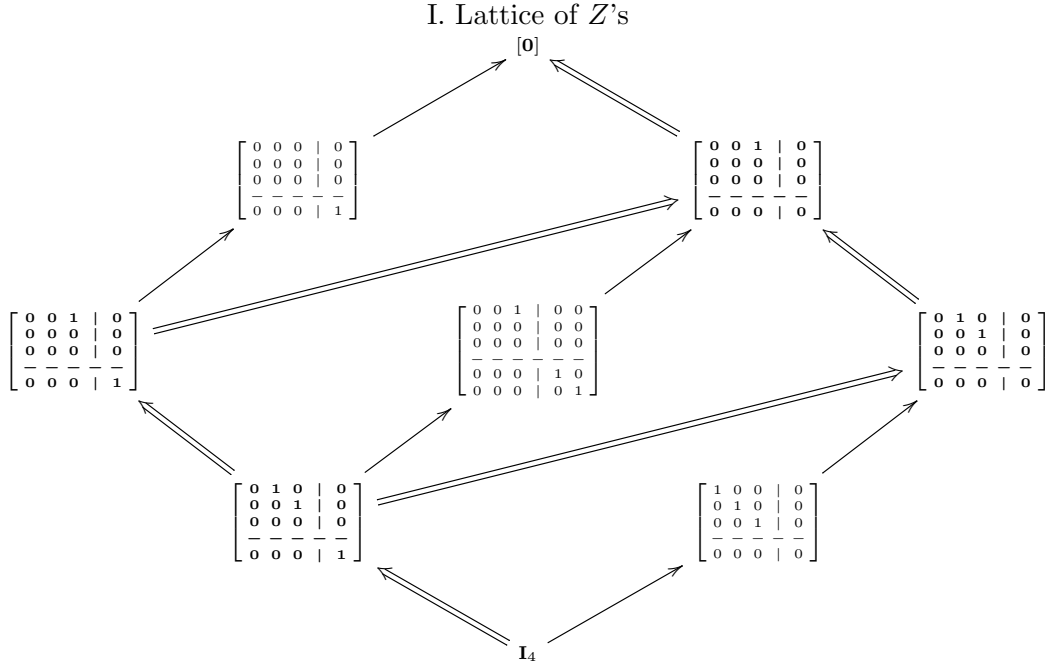 I. Lattice of Z's
[0]
0 0 0 | 0
0 0 0 | 0
0 0 0 | 0
— — — — —
0 0 0 | 1
0 0 1 | 0
0 0 0 | 0
0 0 0 | 0
— — — — —
0 0 0 | 0
0 0 1 | 0
0 0 0 | 0
0 0 0 | 0
— — — — —
0 0 0 | 1
0 0 1 | 0 0
0 0 0 | 0 0
0 0 0 | 0 0
— — — — — —
0 0 0 | 1 0
0 0 0 | 0 1
0 1 0 | 0
0 0 1 | 0
0 0 0 | 0
— — — — —
0 0 0 | 0
0 1 0 | 0
0 0 1 | 0
0 0 0 | 0
— — — — —
0 0 0 | 1
1 0 0 | 0
0 1 0 | 0
0 0 1 | 0
— — — — —
0 0 0 | 0
I₄